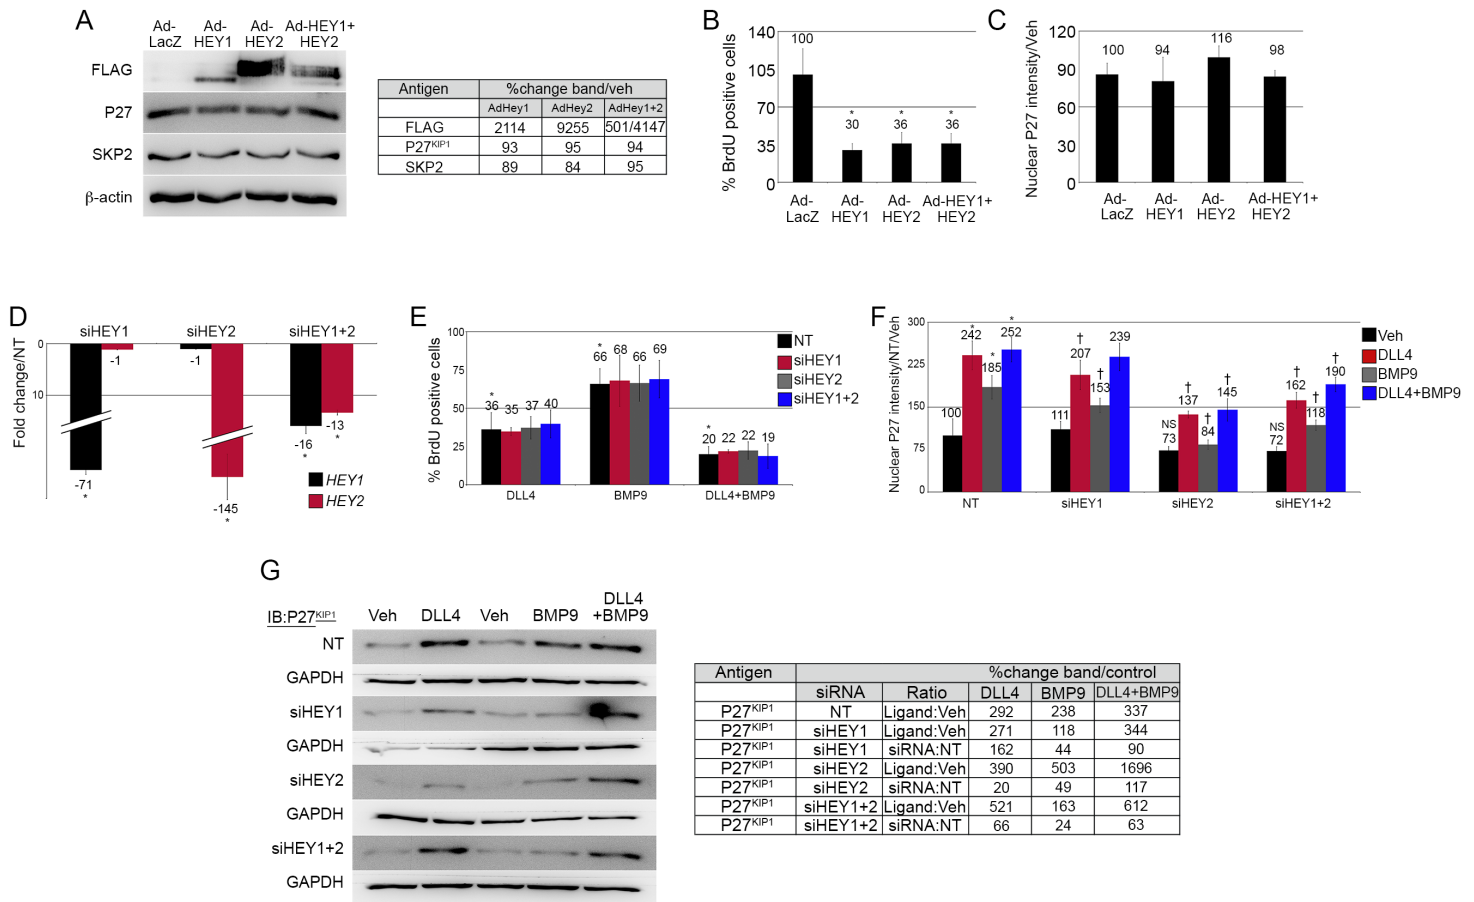 A
Ad-
LacZ
Ad-
HEY1
Ad-
HEY2
Ad-HEY1+
HEY2
FLAG
P27
SKP2
β-actin
Antigen %change band/veh
AdHey1 AdHey2 AdHey1+2
FLAG 2114 9255 501/4147
P27KIP1 93 95 94
SKP2 89 84 95
B
% BrdU positive cells
140
105
70
35
0
100
*
30
*
36
*
36
Ad-
LacZ
Ad-
HEY1
Ad-
HEY2
Ad-HEY1+
HEY2
C
Nuclear P27 intensity/Veh
120
90
60
30
0
100 94 116 98
Ad-
LacZ
Ad-
HEY1
Ad-
HEY2
Ad-HEY1+
HEY2
D
siHEY1 siHEY2 siHEY1+2
Fold change/NT
0
10
-71
*
-1
-1
-145
*
-16
*
-13
*
HEY1
HEY2
E
% BrdU positive cells
100
75
50
25
0
*
36 35 37 40
*
66 68 66 69
*
20 22 22 19
DLL4 BMP9 DLL4+BMP9
NT
siHEY1
siHEY2
siHEY1+2
F
Nuclear P27 intensity/NT/Veh
300
225
150
75
0
100
*
242
*
185
*
252
111
†
207
†
153
239
NS
73
†
137
†
84
†
145
NS
72
†
162
†
118
†
190
NT siHEY1 siHEY2 siHEY1+2
Veh
DLL4
BMP9
DLL4+BMP9
G
IB:P27KIP1
Veh DLL4 Veh BMP9 DLL4
+BMP9
NT
GAPDH
siHEY1
GAPDH
siHEY2
GAPDH
siHEY1+2
GAPDH
Antigen %change band/control
siRNA Ratio DLL4 BMP9 DLL4+BMP9
P27KIP1 NT Ligand:Veh 292 238 337
P27KIP1 siHEY1 Ligand:Veh 271 118 344
P27KIP1 siHEY1 siRNA:NT 162 44 90
P27KIP1 siHEY2 Ligand:Veh 390 503 1696
P27KIP1 siHEY2 siRNA:NT 20 49 117
P27KIP1 siHEY1+2 Ligand:Veh 521 163 612
P27KIP1 siHEY1+2 siRNA:NT 66 24 63